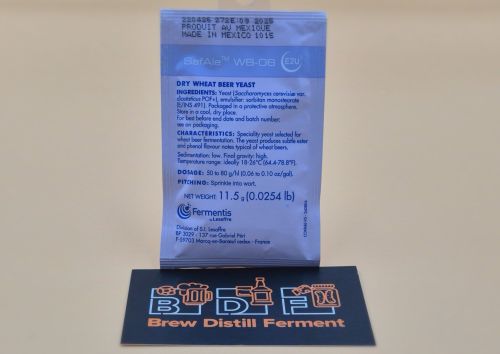 220425 272E:09 2025
PRODUIT AU MEXIQUE
MADE IN MEXICO 1015
SafAle™ WB-06 E2U
DRY WHEAT BEER YEAST
INGREDIENTS: Yeast (Saccharomyces cerevisiae var.
diastaticus POF+), emulsifier: sorbitan monostearate
(E/INS 491). Packaged in a protective atmosphere.
Store in a cool, dry place.
For best before end date and batch number:
see on packaging.
CHARACTERISTICS: Speciality yeast selected for
wheat beer fermentation. The yeast produces subtle ester
and phenol flavour notes typical of wheat beers.
Sedimentation: low. Final gravity: high.
Temperature range: ideally 18-26°C (64.4-78.8°F).
DOSAGE: 50 to 80 g/hl (0.06 to 0.10 oz/gal).
PITCHING: Sprinkle into wort.
NET WEIGHT: 11.5 g (0.0254 lb)
Fermentis
by Lesaffre
Division of S.I. Lesaffre
BP 3029 - 137 rue Gabriel Péri
F-59703 Marcq-en-Barœul cedex - France
B D F
Brew Distill Ferment